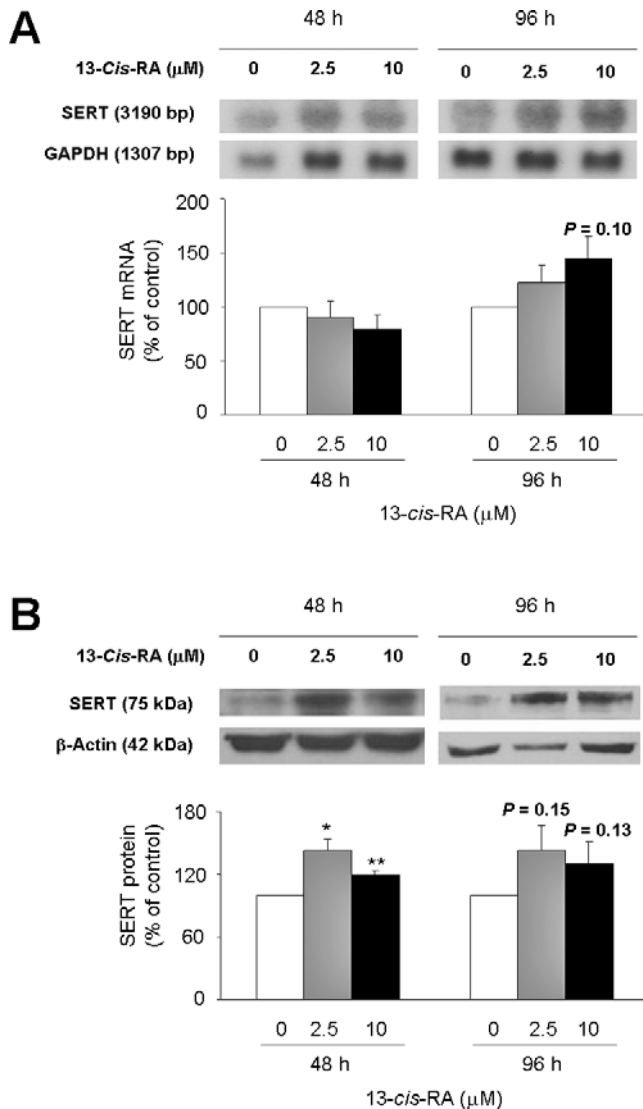 A
48 h 96 h
13-Cis-RA (μM) 0 2.5 10 0 2.5 10
SERT (3190 bp)
GAPDH (1307 bp)
200
150
100
50
0
SERT mRNA
(% of control)
P = 0.10
0 2.5 10 0 2.5 10
48 h 96 h
13-cis-RA (μM)
B
48 h 96 h
13-Cis-RA (μM) 0 2.5 10 0 2.5 10
SERT (75 kDa)
β-Actin (42 kDa)
180
120
60
0
SERT protein
(% of control)
*
**
P = 0.15
P = 0.13
0 2.5 10 0 2.5 10
48 h 96 h
13-cis-RA (μM)